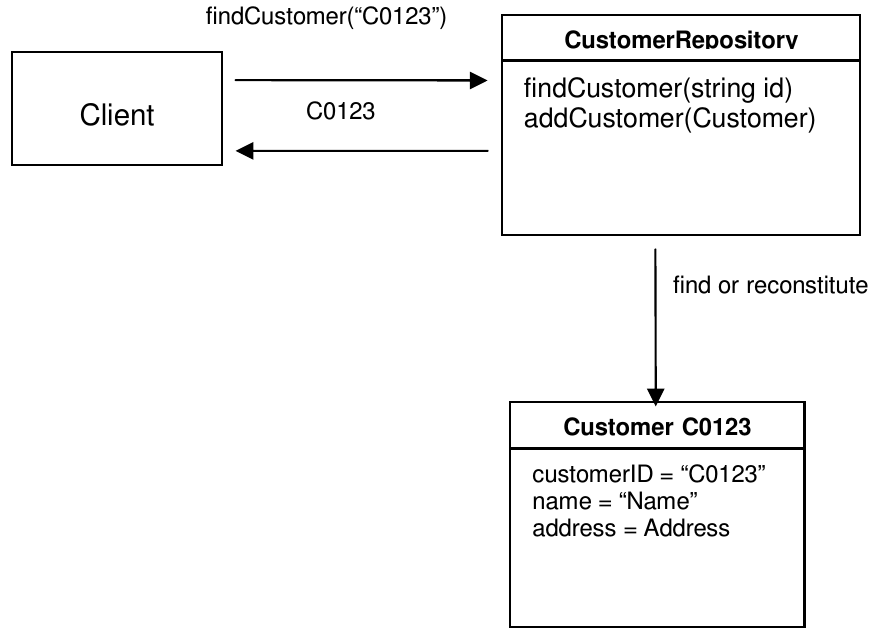 findCustomer(“C0123”)
CustomerRepository
Client
C0123
findCustomer(string id)
addCustomer(Customer)
find or reconstitute
Customer C0123
customerID = “C0123”
name = “Name”
address = Address